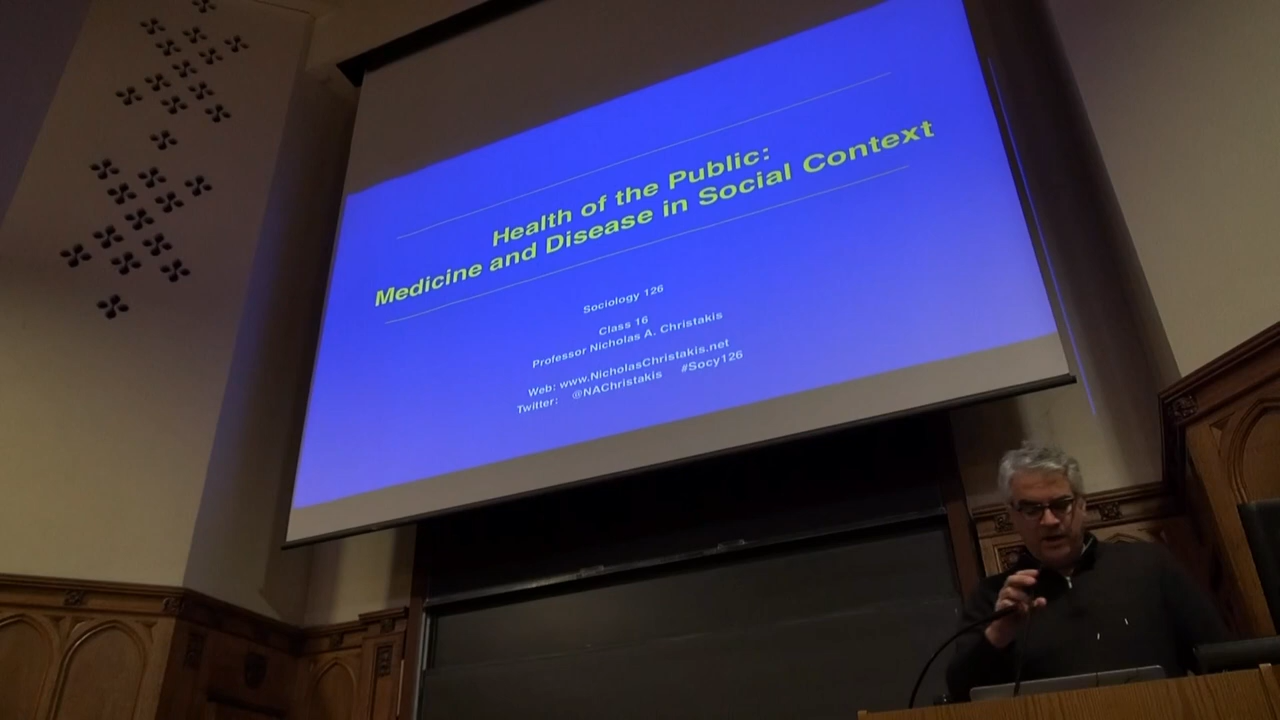 Health of the Public:
Medicine and Disease in Social Context
Sociology 126
Class 16
Professor Nicholas A. Christakis
Web: www.NicholasChristakis.net
Twitter: @NAChristakis #Socy126